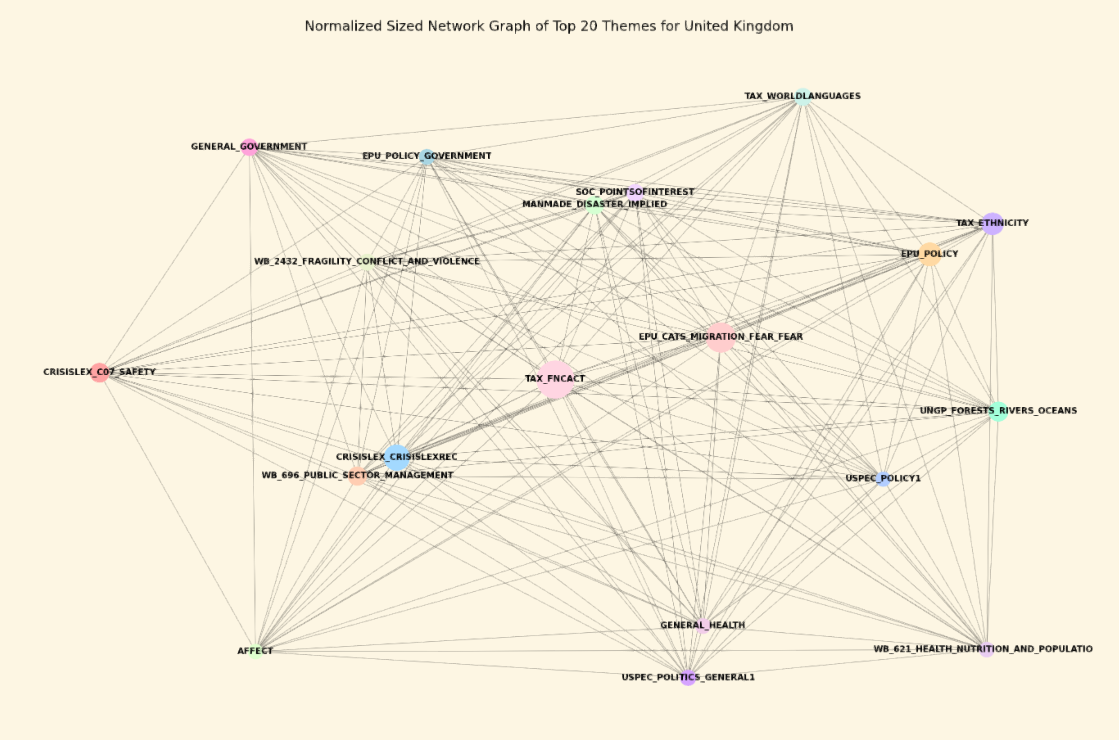 Normalized Sized Network Graph of Top 20 Themes for United Kingdom
TAX_WORLDLANGUAGES
GENERAL_GOVERNMENT
EPU_POLICY_GOVERNMENT
SOC_POINTSOFINTEREST
MANMADE_DISASTER_IMPLIED
TAX_ETHNICITY
EPU_POLICY
WB_2432_FRAGILITY_CONFLICT_AND_VIOLENCE
EPU_CATS_MIGRATION_FEAR_FEAR
CRISISLEX_C07_SAFETY
TAX_FNCACT
UNGP_FORESTS_RIVERS_OCEANS
CRISISLEX_CRISISLEXREC
WB_696_PUBLIC_SECTOR_MANAGEMENT
USPEC_POLICY1
GENERAL_HEALTH
AFFECT
WB_621_HEALTH_NUTRITION_AND_POPULATIO
USPEC_POLITICS_GENERAL1